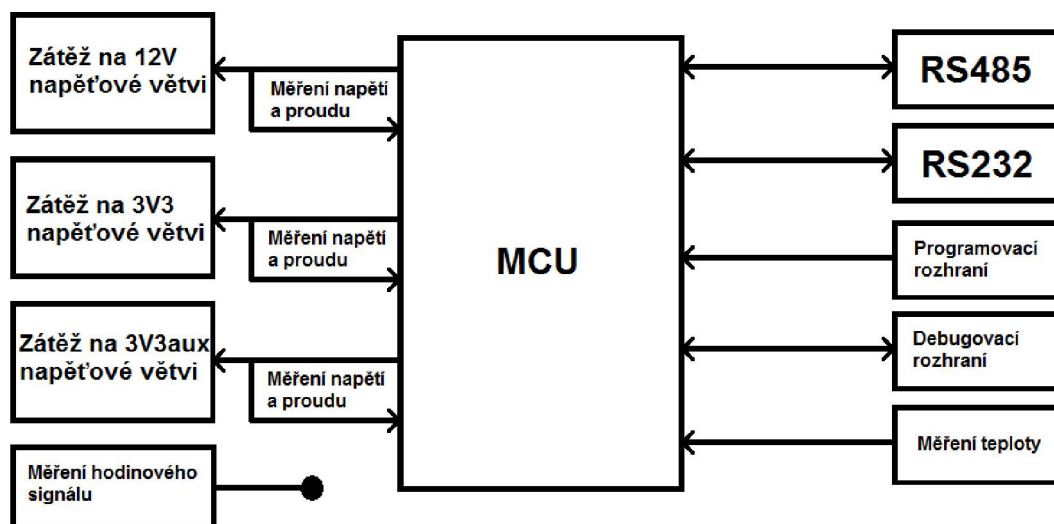 Zátěž na 12V
napěťové větvi
Měření napětí
a proudu
Zátěž na 3V3
napěťové větvi
Měření napětí
a proudu
Zátěž na 3V3aux
napěťové větvi
Měření napětí
a proudu
Měření hodinového
signálu
MCU
RS485
RS232
Programovací
rozhraní
Debugovací
rozhraní
Měření teploty